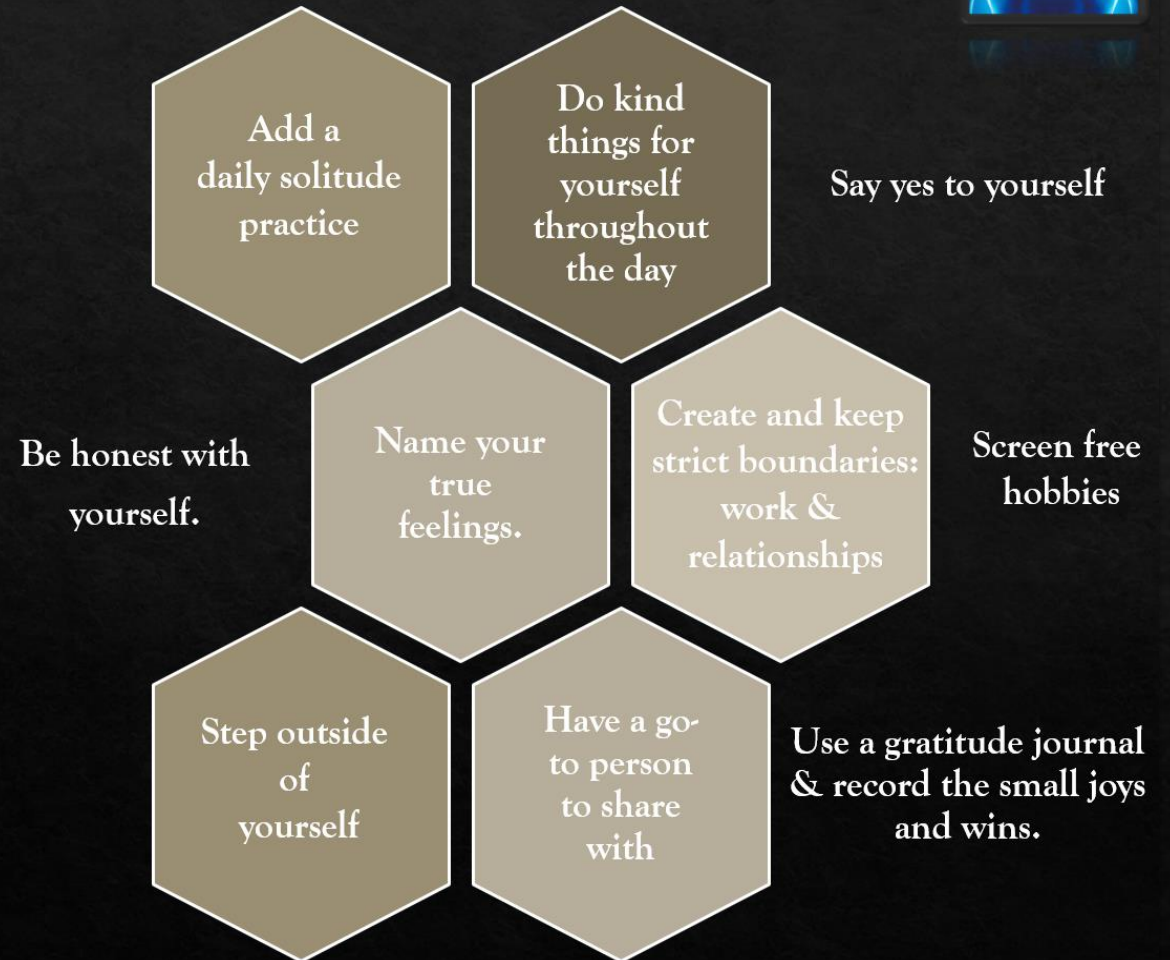 Add a
daily solitude
practice
Do kind
things for
yourself
throughout
the day
Say yes to yourself
Be honest with
yourself.
Name your
true
feelings.
Create and keep
strict boundaries:
work &
relationships
Screen free
hobbies
Step outside
of
yourself
Have a go-
to person
to share
with
Use a gratitude journal
& record the small joys
and wins.